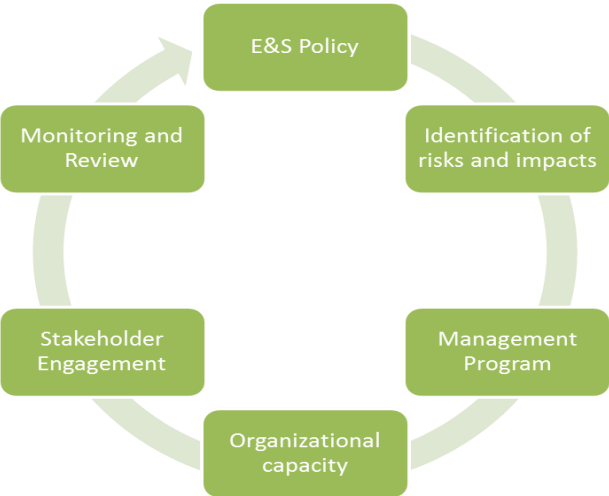 E&S Policy
Identification of
risks and impacts
Management
Program
Organizational
capacity
Stakeholder
Engagement
Monitoring and
Review